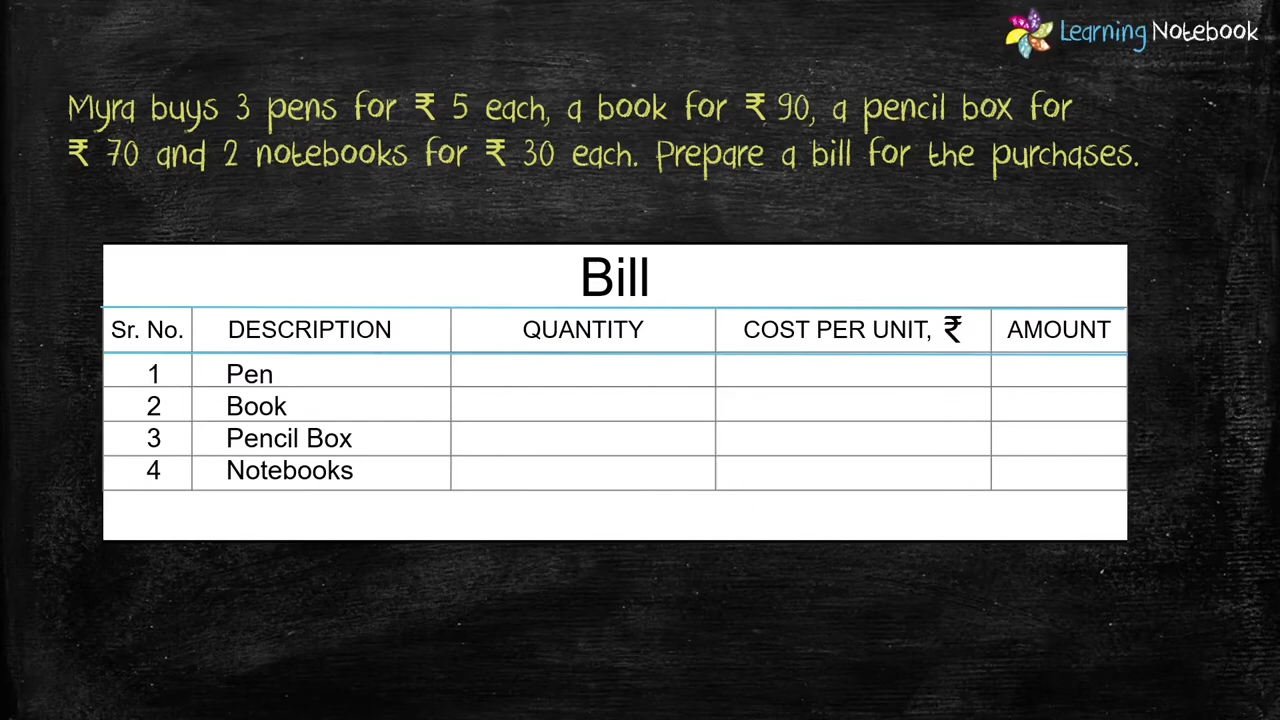 Learning Notebook
Myra buys 3 pens for ₹ 5 each, a book for ₹ 90, a pencil box for
₹ 70 and 2 notebooks for ₹ 30 each. Prepare a bill for the purchases.
Bill
Sr. No. DESCRIPTION QUANTITY COST PER UNIT, ₹ AMOUNT
1 Pen
2 Book
3 Pencil Box
4 Notebooks